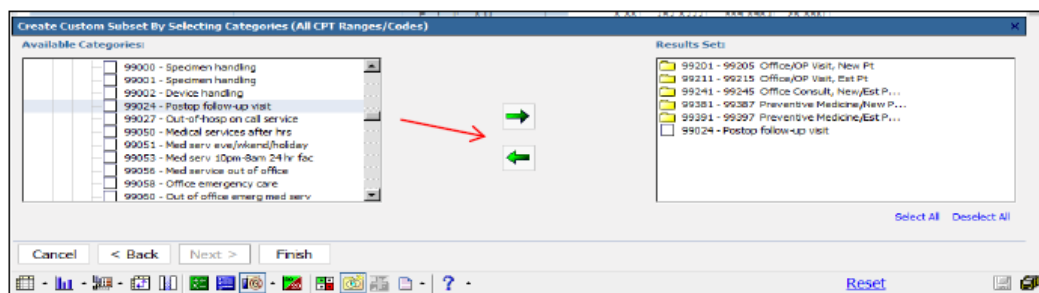 Create Custom Subset By Selecting Categories (All CPT Ranges/Codes)
Available Categories:
99000 - Specimen handling
99001 - Specimen handling
99002 - Device handling
99024 - Postop follow-up visit
99027 - Out-of-hosp on call service
99050 - Medical services after hrs
99051 - Med serv eve/wkend/holiday
99053 - Med serv 10pm-8am 24 hr fac
99056 - Med service out of office
99058 - Office emergency care
99060 - Out of office emerg med serv
Results Set:
99201 - 99205 Office/OP Visit, New Pt
99211 - 99215 Office/OP Visit, Est Pt
99241 - 99245 Office Consult, New/Est P...
99381 - 99387 Preventive Medicine/New P...
99391 - 99397 Preventive Medicine/Est P...
99024 - Postop follow-up visit
Select All Deselect All
Cancel < Back Next > Finish
Reset